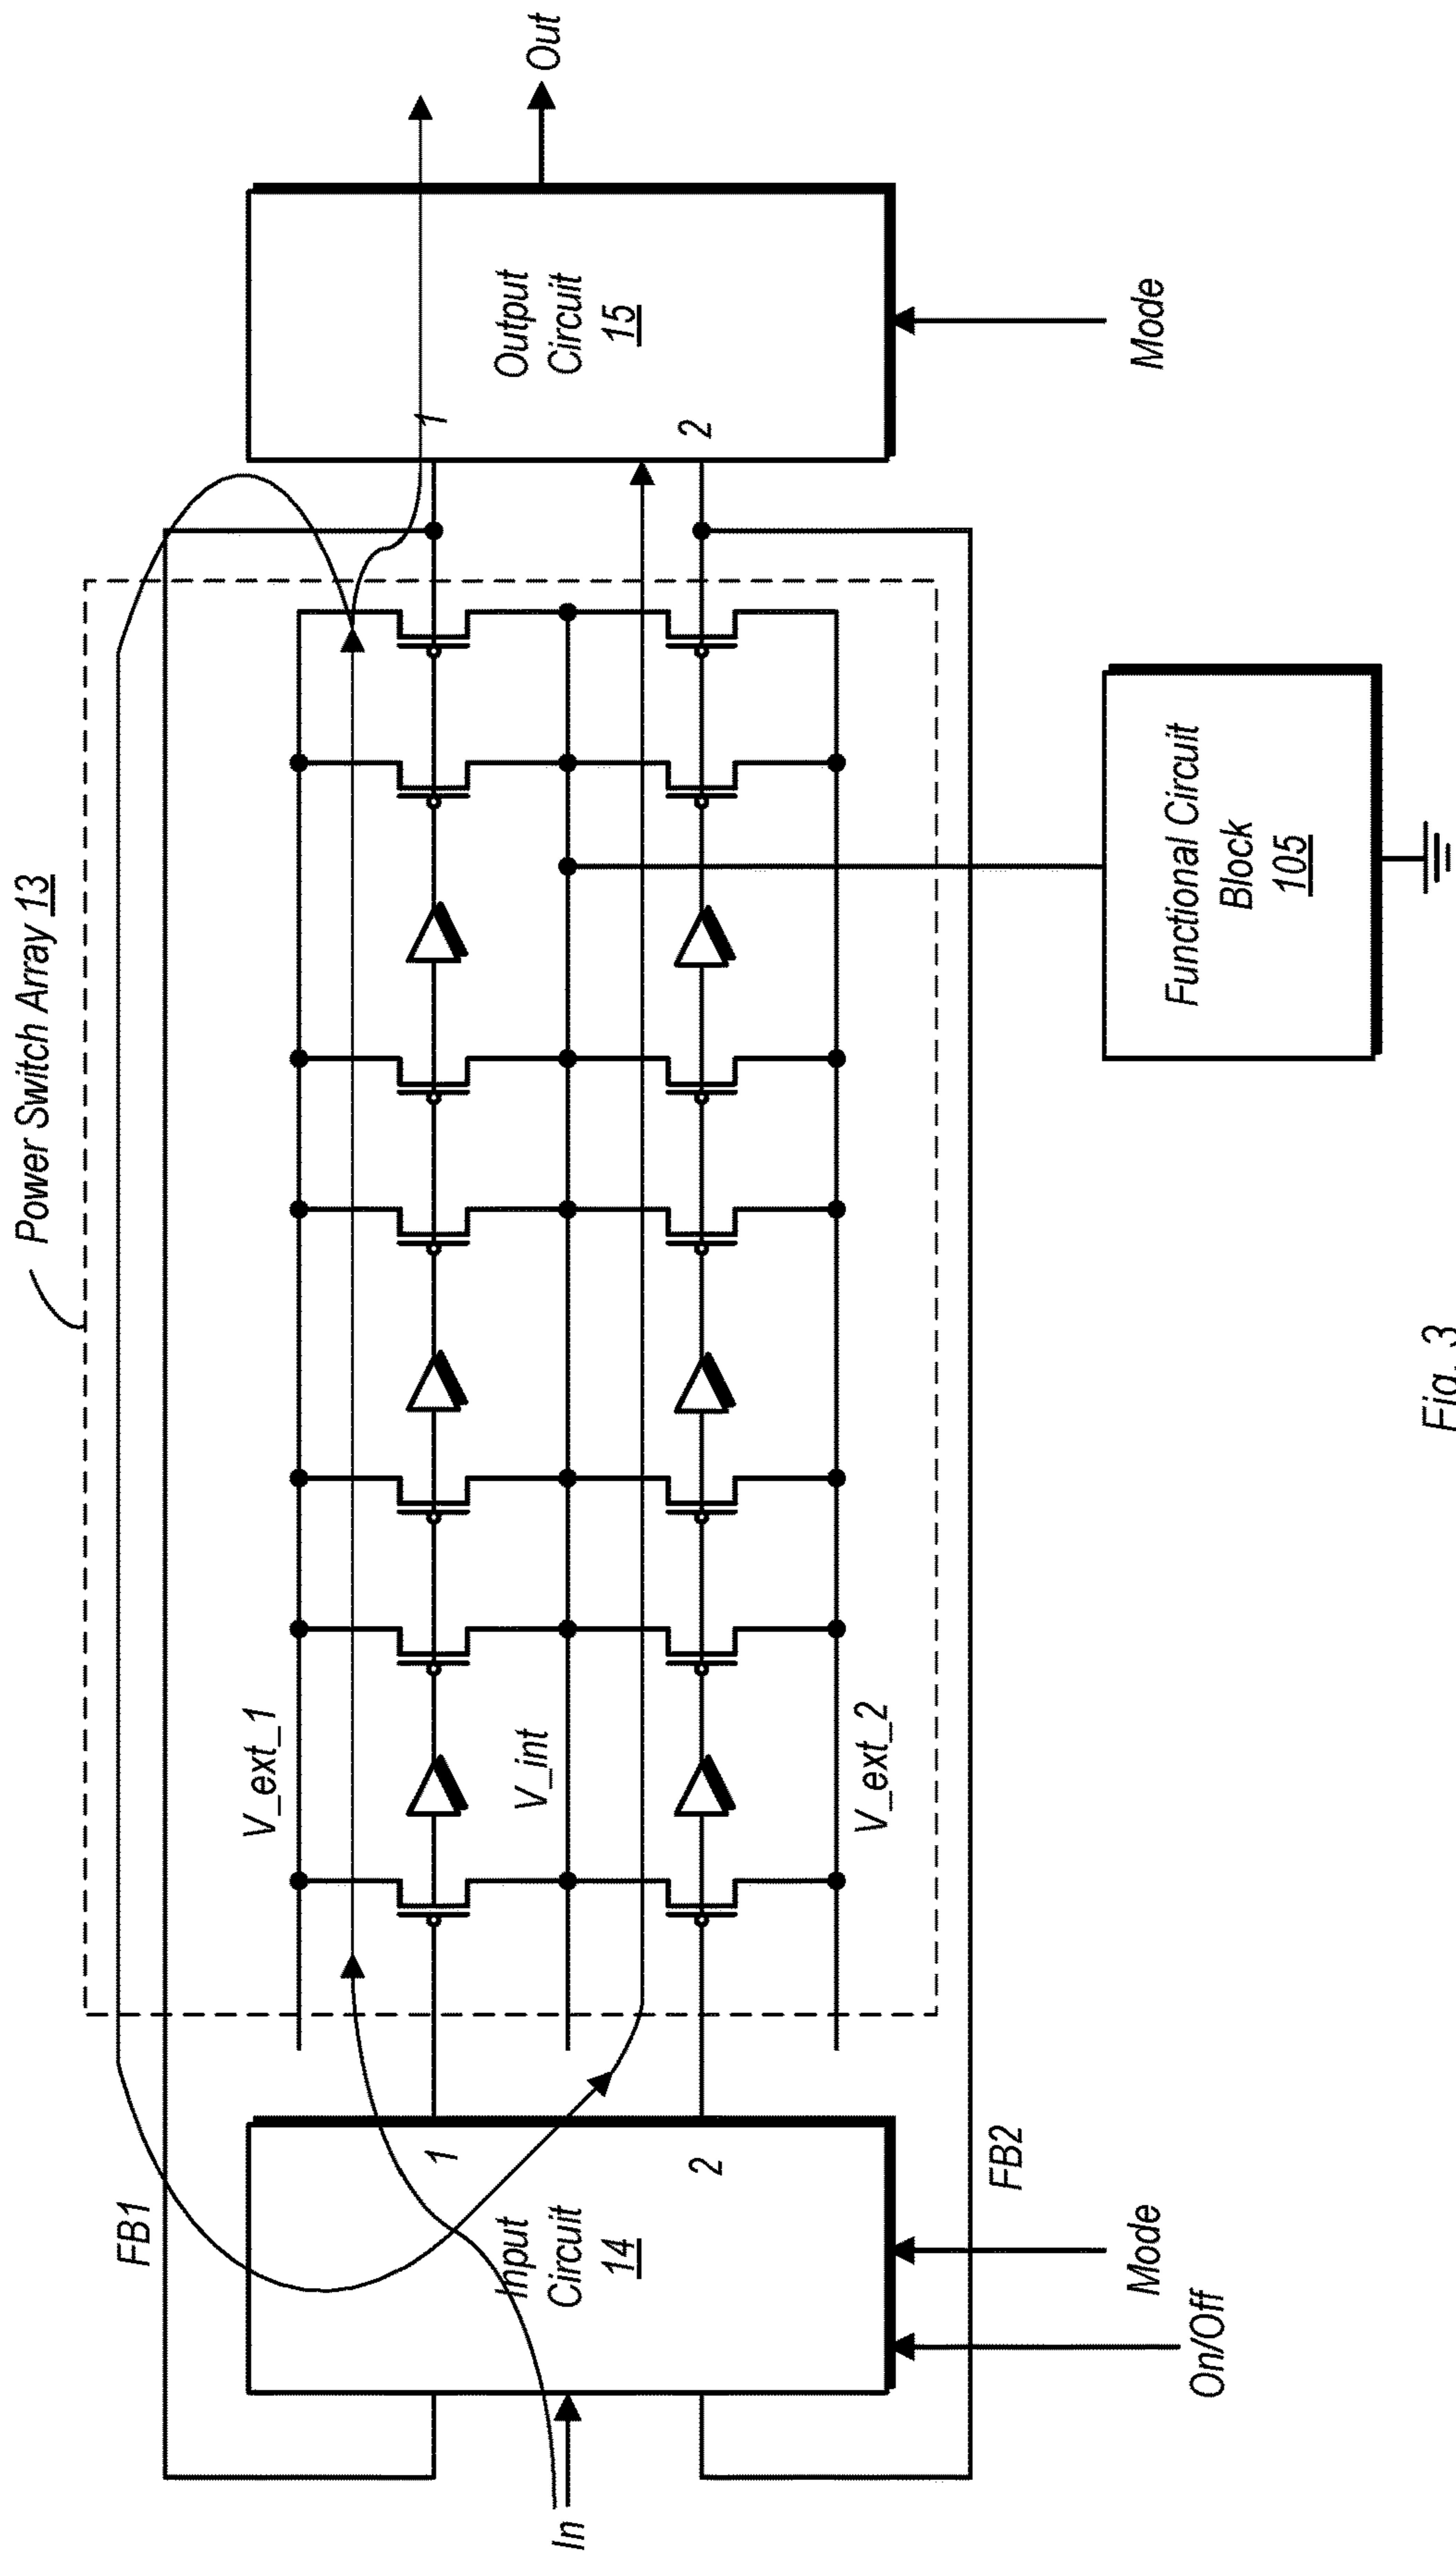 Power Switch Array 13
FB1
In
Input
Circuit
14
1
2
On/Off
Mode
FB2
V_ext_1
V_int
V_ext_2
Functional Circuit
Block
105
Output
Circuit
15
1
2
Mode
Out
Fig. 3